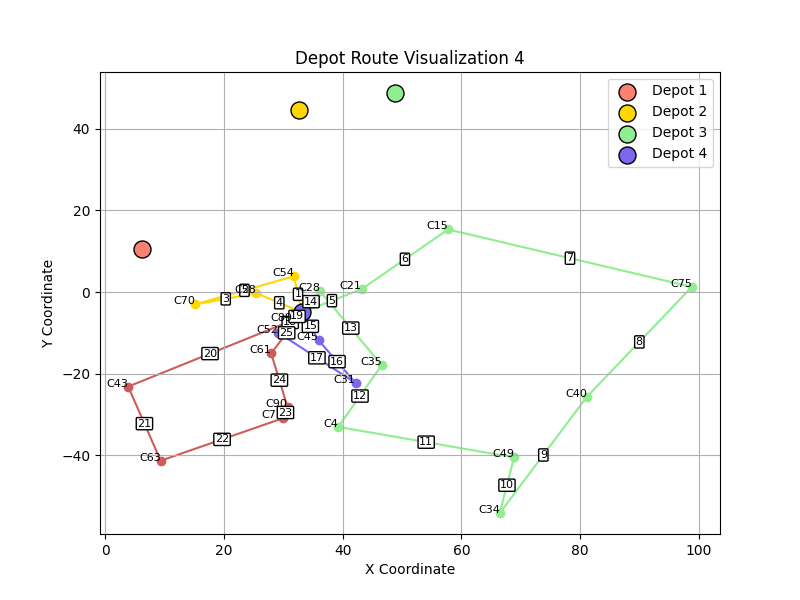 Depot Route Visualization 4
Depot 1
Depot 2
Depot 3
Depot 4
Y Coordinate
X Coordinate
40
20
0
−20
−40
0
20
40
60
80
100
C15
6
7
C54
C75
C28
C21
C70
3
4
1
14
5
19
15
13
C52
25
C45
8
20
C61
17
16
C35
C43
24
C31
12
C40
C90
23
C7
21
22
C4
11
C63
C49
9
10
C34